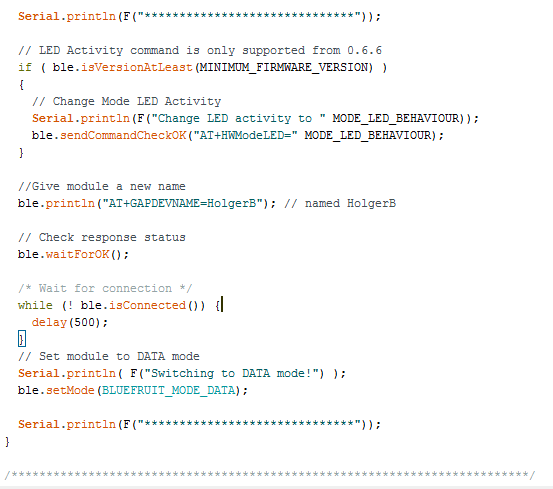 Serial.println(F("******************************"));
// LED Activity command is only supported from 0.6.6
if ( ble.isVersionAtLeast(MINIMUM_FIRMWARE_VERSION) )
{
// Change Mode LED Activity
Serial.println(F("Change LED activity to " MODE_LED_BEHAVIOUR));
ble.sendCommandCheckOK("AT+HWModeLED=" MODE_LED_BEHAVIOUR);
}
//Give module a new name
ble.println("AT+GAPDEVNAME=HolgerB"); // named HolgerB
// Check response status
ble.waitForOK();
/* Wait for connection */
while (! ble.isConnected()) {
delay(500);
}
// Set module to DATA mode
Serial.println( F("Switching to DATA mode!") );
ble.setMode(BLUEFRUIT_MODE_DATA);
Serial.println(F("******************************"));
}
/**************************************************************************/